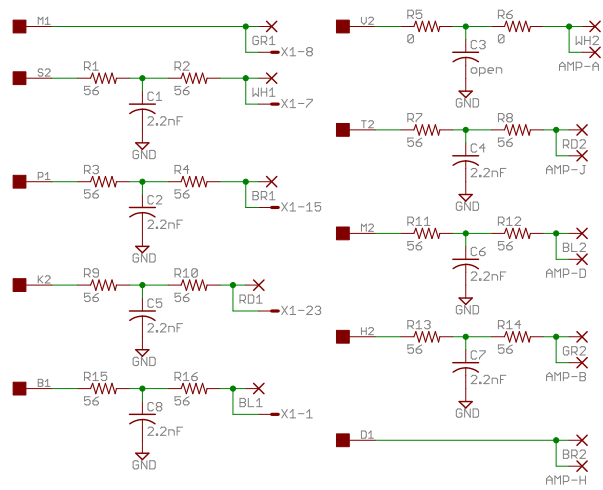 M1
GR1
X1-8
S2
R1
56
R2
56
C1
2.2nF
GND
WH1
X1-7
P1
R3
56
R4
56
C2
2.2nF
GND
BR1
X1-15
K2
R9
56
R10
56
C5
2.2nF
GND
RD1
X1-23
B1
R15
56
R16
56
C8
2.2nF
GND
BL1
X1-1
V2
R5
0
R6
0
C3
open
GND
WH2
AMP-A
T2
R7
56
R8
56
C4
2.2nF
GND
RD2
AMP-J
M2
R11
56
R12
56
C6
2.2nF
GND
BL2
AMP-D
H2
R13
56
R14
56
C7
2.2nF
GND
GR2
AMP-B
D1
BR2
AMP-H